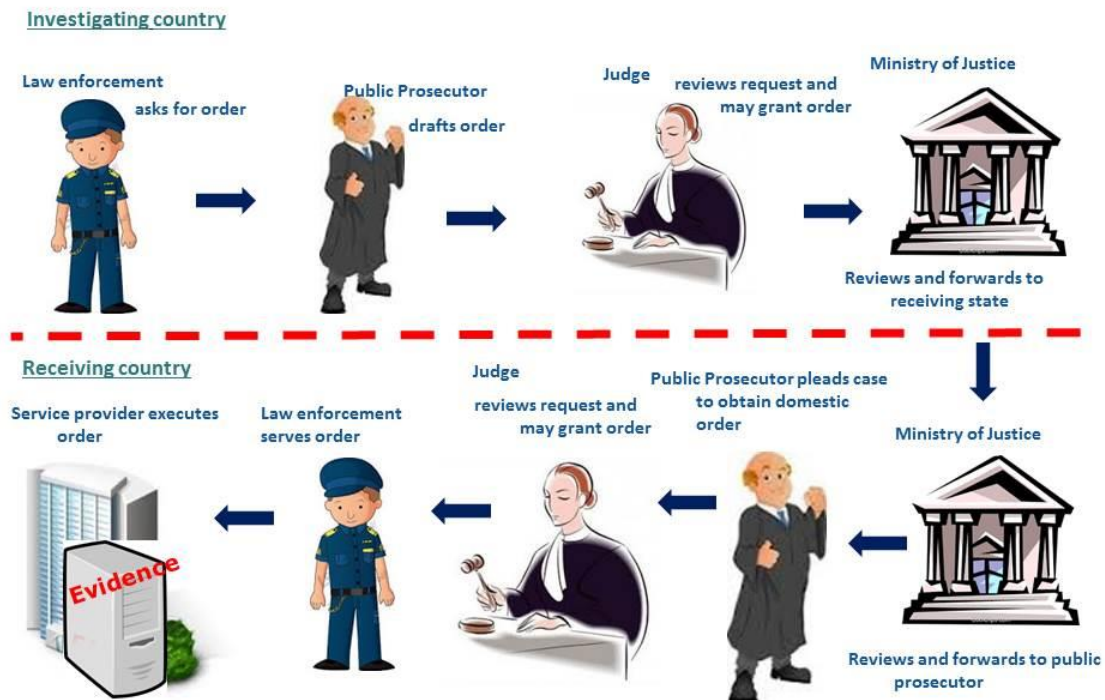 Investigating country
Law enforcement
asks for order
Public Prosecutor
drafts order
Judge
reviews request and
may grant order
Ministry of Justice
Reviews and forwards to
receiving state
Receiving country
Service provider executes
order
Evidence
Law enforcement
serves order
Judge
reviews request and
may grant order
Public Prosecutor pleads case
to obtain domestic
order
Ministry of Justice
Reviews and forwards to public
prosecutor